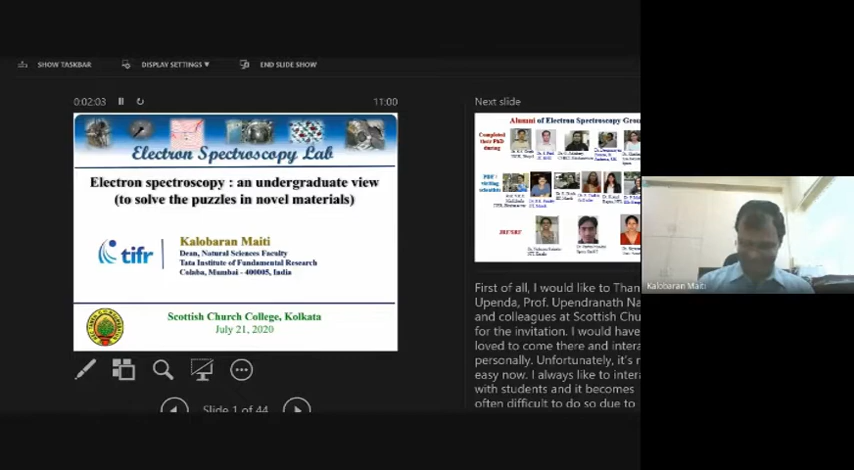 SHOW TASKBAR
DISPLAY SETTINGS ▼
END SLIDE SHOW
0:02:03
11:00
Next slide
Electron Spectroscopy Lab
Electron spectroscopy : an undergraduate view
(to solve the puzzles in novel materials)
tifr
Kalobaran Maiti
Dean, Natural Sciences Faculty
Tata Institute of Fundamental Research
Colaba, Mumbai - 400005, India
Scottish Church College, Kolkata
July 21, 2020
Slide 1 of 44
Alumni of Electron Spectroscopy Grou
Completed
their PhD
during
PDF/
visiting
scientists
JRF/SRF
First of all, I would like to Than
Upenda, Prof. Upendranath Na
and colleagues at Scottish Chu
for the invitation. I would have
loved to come there and intera
personally. Unfortunately, it's n
easy now. I always like to intera
with students and it becomes
often difficult to do so due to
Kalobaran Maiti